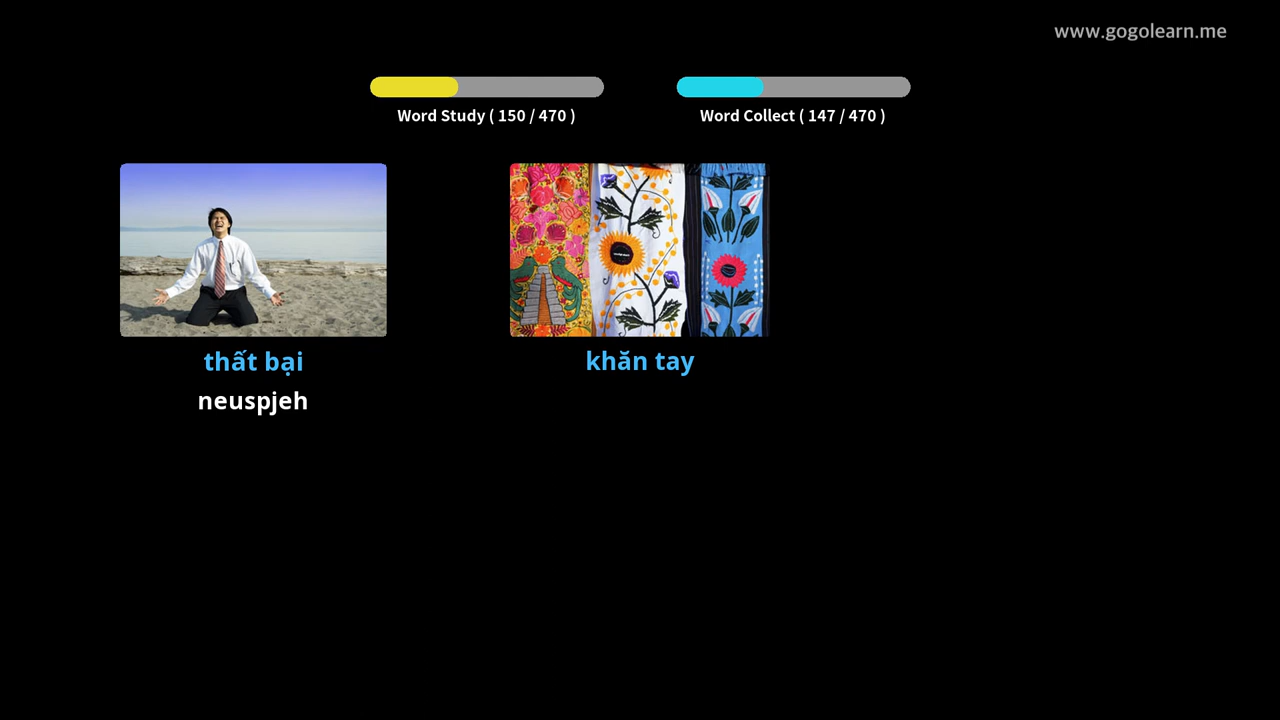 www.gogolearn.me
Word Study ( 150 / 470 )
Word Collect ( 147 / 470 )
thất bại
neuspjeh
khăn tay